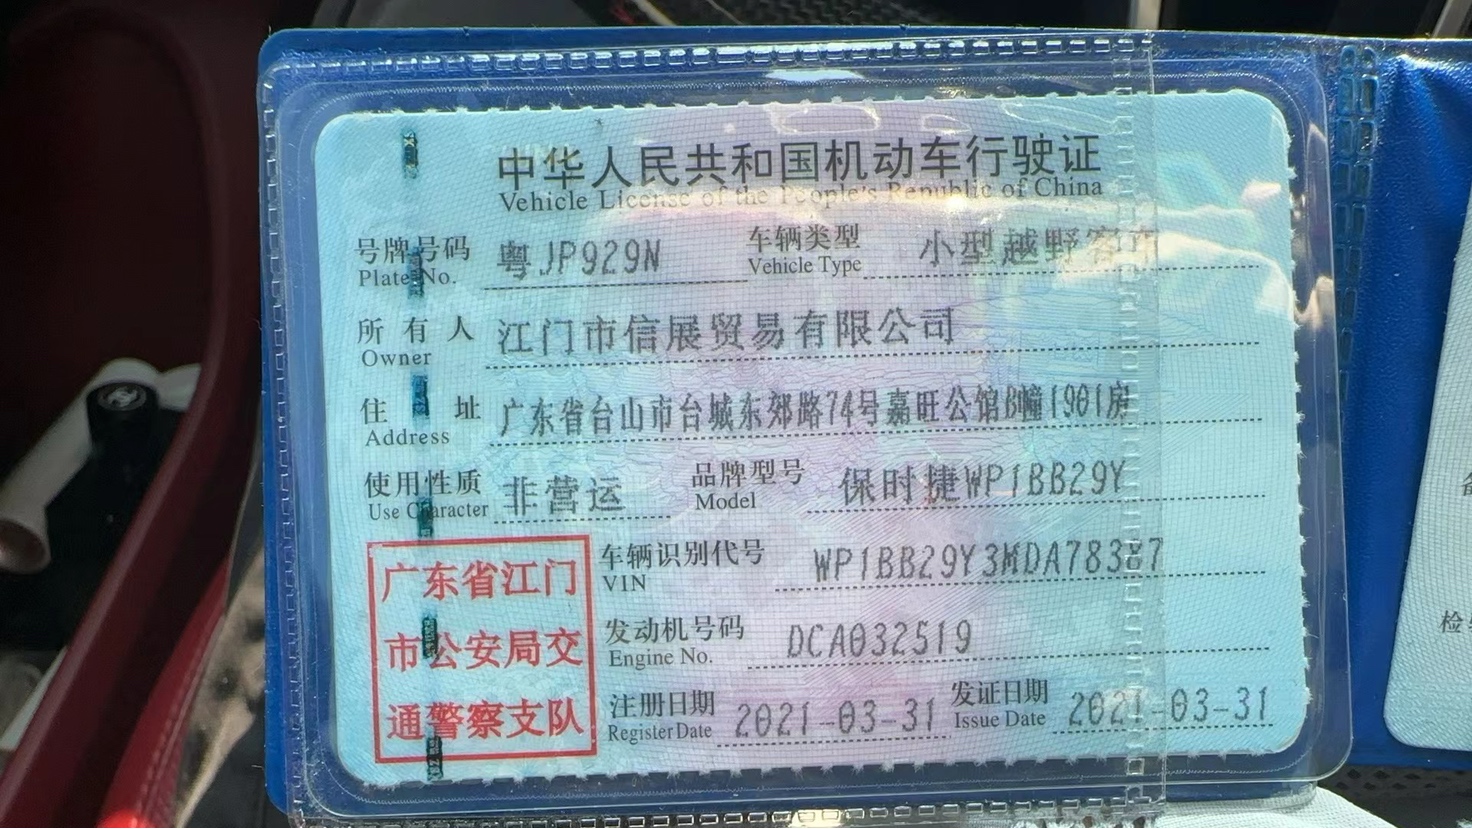 中华人民共和国机动车行驶证
Vehicle License of the People's Republic of China
号牌号码 粤JP929N 车辆类型 小型越野客车
Plate No. Vehicle Type
所有人 江门市信展贸易有限公司
Owner
住址 广东省台山市台城东郊路74号嘉旺公馆B幢1901房
Address
使用性质 非营运 品牌型号 保时捷WP1BB29Y
Use Character Model
车辆识别代号 WP1BB29Y3MDA78387
VIN
发动机号码 DCA032519
Engine No.
注册日期 2021-03-31 发证日期 2021-03-31
Register Date Issue Date
广东省江门
市公安局交
通警察支队